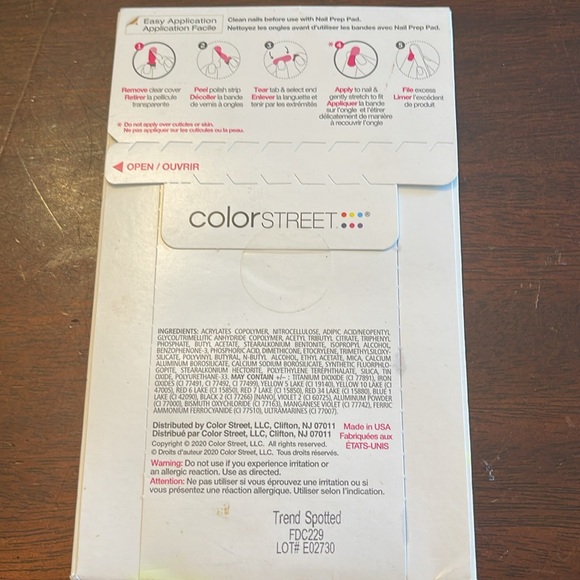 Easy Application
Application Facile
Clean nails before use with Nail Prep Pad.
Nettoyez les ongles avant d'utiliser les bandes avec Nail Prep Pad.
1 2 3 *4 5
Remove clear cover
Retirer la pellicule
transparente
Peel polish strip
Décoller la bande
de vernis à ongles
Tear tab & select end
Enlever la languette et
tenir par les extrémités
Apply to nail &
gently stretch to fit
Appliquer la bande
sur l'ongle et l'étirer
délicatement de manière
à recouvrir l'ongle
File excess
Limer l'excédent
de produit
* Do not apply over cuticles or skin.
Ne pas appliquer sur les cuticules ou la peau.
OPEN / OUVRIR
colorSTREET®
INGREDIENTS: ACRYLATES COPOLYMER, NITROCELLULOSE, ADIPIC ACID/NEOPENTYL
GLYCOL/TRIMELLITIC ANHYDRIDE COPOLYMER, ACETYL TRIBUTYL CITRATE, TRIPHENYL
PHOSPHATE, BUTYL ACETATE, STEARALKONIUM BENTONITE, ISOPROPYL ALCOHOL,
BENZOPHENONE-3, PHOSPHORIC ACID, DIMETHICONE, ETOCRYLENE, TRIMETHYLSILOXY-
SILICATE, POLYVINYL BUTYRAL, N-BUTYL ALCOHOL, ETHYL ACETATE, MICA, CALCIUM
ALUMINUM BOROSILICATE, CALCIUM SODIUM BOROSILICATE, SYNTHETIC FLUORPHLO-
GOPITE, STEARALKONIUM HECTORITE, POLYETHYLENE TEREPHTHALATE, SILICA, TIN
OXIDE, POLYURETHANE-33. MAY CONTAIN +/- : TITANIUM DIOXIDE (CI 77891), IRON
OXIDES (CI 77491, CI 77492, CI 77499), YELLOW 5 LAKE (CI 19140), YELLOW 10 LAKE (CI
47005), RED 6 LAKE (CI 15850), RED 7 LAKE (CI 15850), RED 34 LAKE (CI 15880), BLUE 1
LAKE (CI 42090), BLACK 2 (CI 77266) [NANO], VIOLET 2 (CI 60725), ALUMINUM POWDER
(CI 77000), BISMUTH OXYCHLORIDE (CI 77163), MANGANESE VIOLET (CI 77742), FERRIC
AMMONIUM FERROCYANIDE (CI 77510), ULTRAMARINES (CI 77007).
Distributed by Color Street, LLC, Clifton, NJ 07011
Distribué par Color Street, LLC, Clifton, NJ 07011
Copyright © 2020 Color Street, LLC. All rights reserved.
© Droits d'auteur 2020 Color Street, LLC. Tous droits réservés.
Made in USA
Fabriquées aux
ÉTATS-UNIS
Warning: Do not use if you experience irritation or
an allergic reaction. Use as directed.
Attention: Ne pas utiliser si vous éprouvez une irritation ou si
vous présentez une réaction allergique. Utiliser selon l'indication.
Trend Spotted
FDC229
LOT# E02730